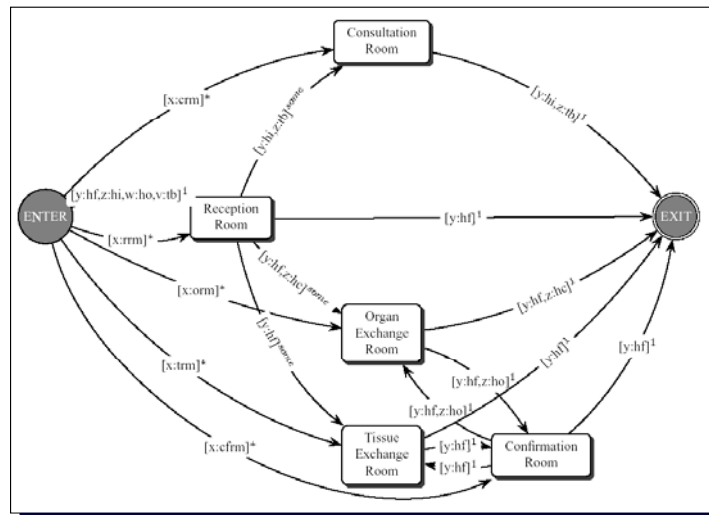 Consultation
Room
[x:crm]*
[y:hi,z:tb]some
[y:hi,z:tb]1
[y:hf,z:hi,w:ho,v:tb]1
ENTER
Reception
Room
[y:hf]1
EXIT
[x:rrm]*
[y:hf,z:hc]some
[x:orm]*
Organ
Exchange
Room
[y:hf,z:hc]1
[y:hf]some
[y:hf]1
[y:hf]1
[x:trm]*
[y:hf,z:ho]1
[y:hf,z:ho]1
[x:cfrm]*
Tissue
Exchange
Room
[y:hf]1
[y:hf]1
Confirmation
Room